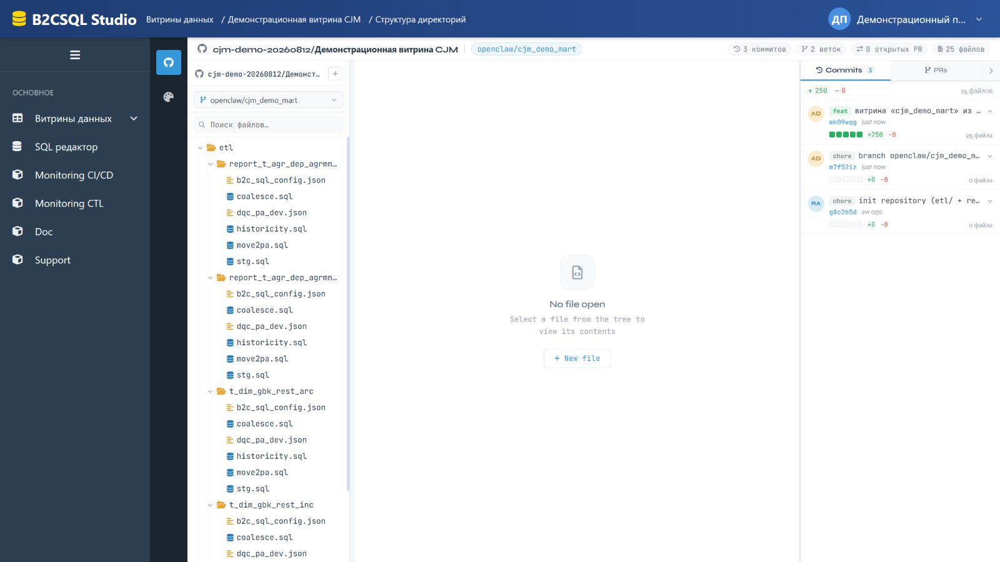 B2CSQL Studio
Витрины данных / Демонстрационная витрина CJM / Структура директорий
ДП Демонстрационный п...
ОСНОВНОЕ
Витрины данных
SQL редактор
Monitoring CI/CD
Monitoring CTL
Doc
Support
cjm-demo-20260812/Демонстрационная витрина CJM
openclaw/cjm_demo_mart
3 коммитов
2 веток
0 открытых PR
25 файлов
cjm-demo-20260812/Демонст…
+
openclaw/cjm_demo_mart
Поиск файлов…
etl
report_t_agr_dep_agrmn…
b2c_sql_config.json
coalesce.sql
dqc_pa_dev.json
historicity.sql
move2pa.sql
stg.sql
report_t_agr_dep_agrmn…
b2c_sql_config.json
coalesce.sql
dqc_pa_dev.json
historicity.sql
move2pa.sql
stg.sql
t_dim_gbk_rest_arc
b2c_sql_config.json
coalesce.sql
dqc_pa_dev.json
historicity.sql
move2pa.sql
stg.sql
t_dim_gbk_rest_inc
b2c_sql_config.json
coalesce.sql
dqc_pa_dev.json
No file open
Select a file from the tree to
view its contents
+ New file
Commits 3
PRs
+ 250 − 0
25 файлов
AD feat витрина «cjm_demo_mart» из …
wk09wqg just now
+250 -0
25 файла
AD chore branch openclaw/cjm_demo_m…
m7f52iz just now
+0 -0
0 файла
RA chore init repository (etl/ + re…
g8c2b5d 2w ago
+0 -0
0 файла